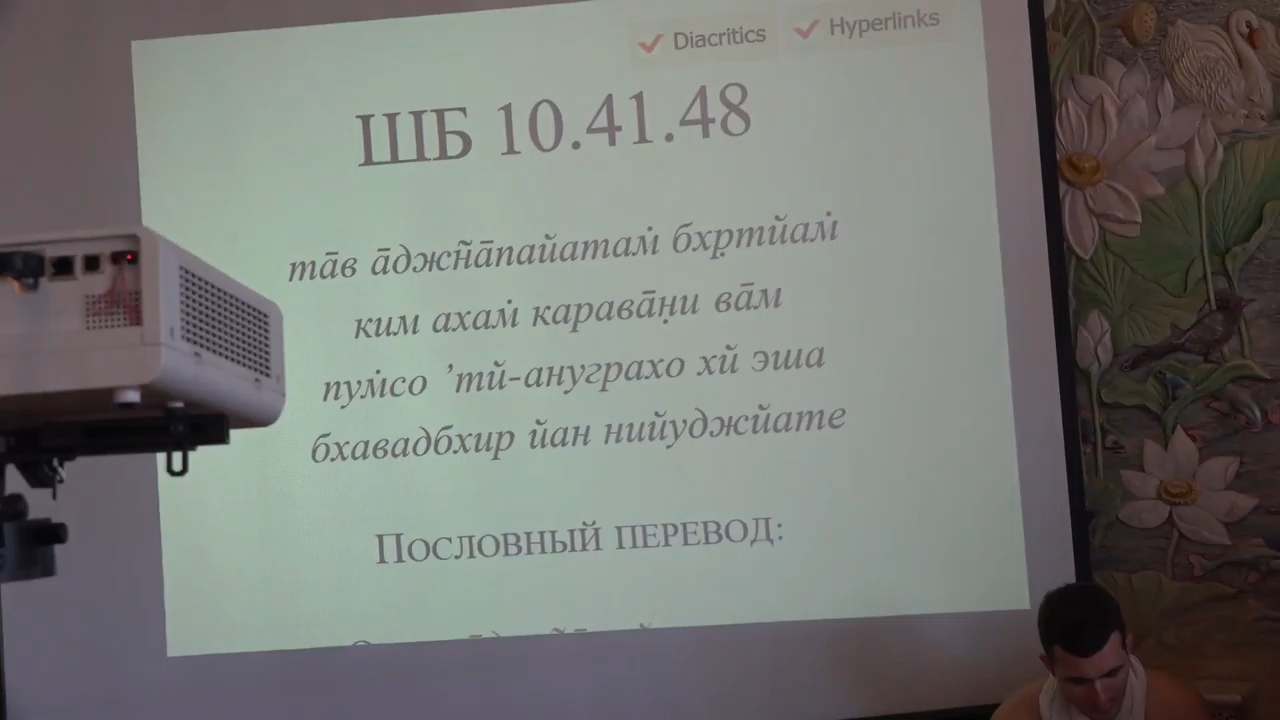 Diacritics Hyperlinks
ШБ 10.41.48
та̄в а̄джн̃а̄пайатам̇ бхр̣тйам̇
ким ахам̇ карава̄н̣и ва̄м
пум̇со ’тй-ануграхо хй эша
бхавадбхир йан нийуджйате
Пословный перевод: